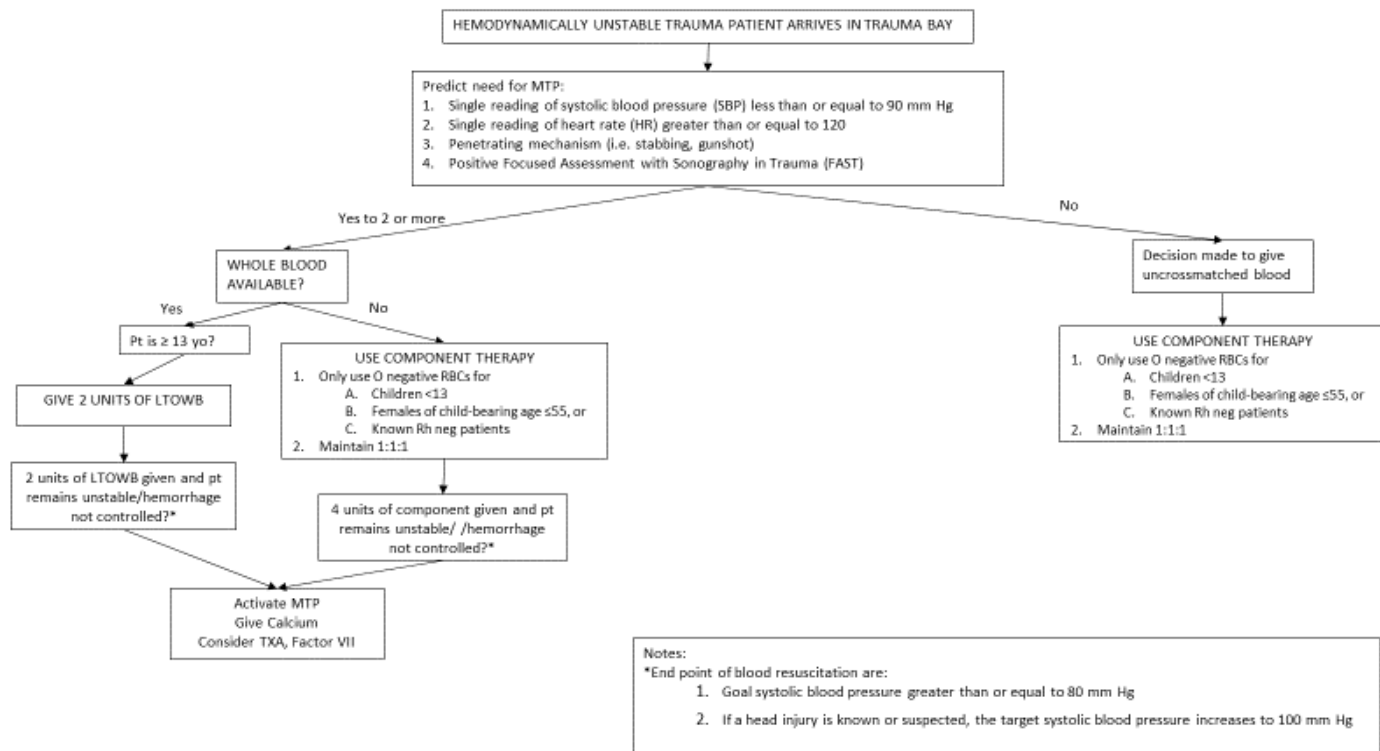 HEMODYNAMICALLY UNSTABLE TRAUMA PATIENT ARRIVES IN TRAUMA BAY
Predict need for MTP:
1. Single reading of systolic blood pressure (SBP) less than or equal to 90 mm Hg
2. Single reading of heart rate (HR) greater than or equal to 120
3. Penetrating mechanism (i.e. stabbing, gunshot)
4. Positive Focused Assessment with Sonography in Trauma (FAST)
Yes to 2 or more
No
WHOLE BLOOD
AVAILABLE?
Decision made to give
uncrossmatched blood
Yes
No
Pt is ≥ 13 yo?
GIVE 2 UNITS OF LTOWB
2 units of LTOWB given and pt
remains unstable/hemorrhage
not controlled?*
USE COMPONENT THERAPY
1. Only use O negative RBCs for
A. Children <13
B. Females of child-bearing age ≤55, or
C. Known Rh neg patients
2. Maintain 1:1:1
4 units of component given and pt
remains unstable/ /hemorrhage
not controlled?*
Activate MTP
Give Calcium
Consider TXA, Factor VII
USE COMPONENT THERAPY
1. Only use O negative RBCs for
A. Children <13
B. Females of child-bearing age ≤55, or
C. Known Rh neg patients
2. Maintain 1:1:1
Notes:
*End point of blood resuscitation are:
1. Goal systolic blood pressure greater than or equal to 80 mm Hg
2. If a head injury is known or suspected, the target systolic blood pressure increases to 100 mm Hg